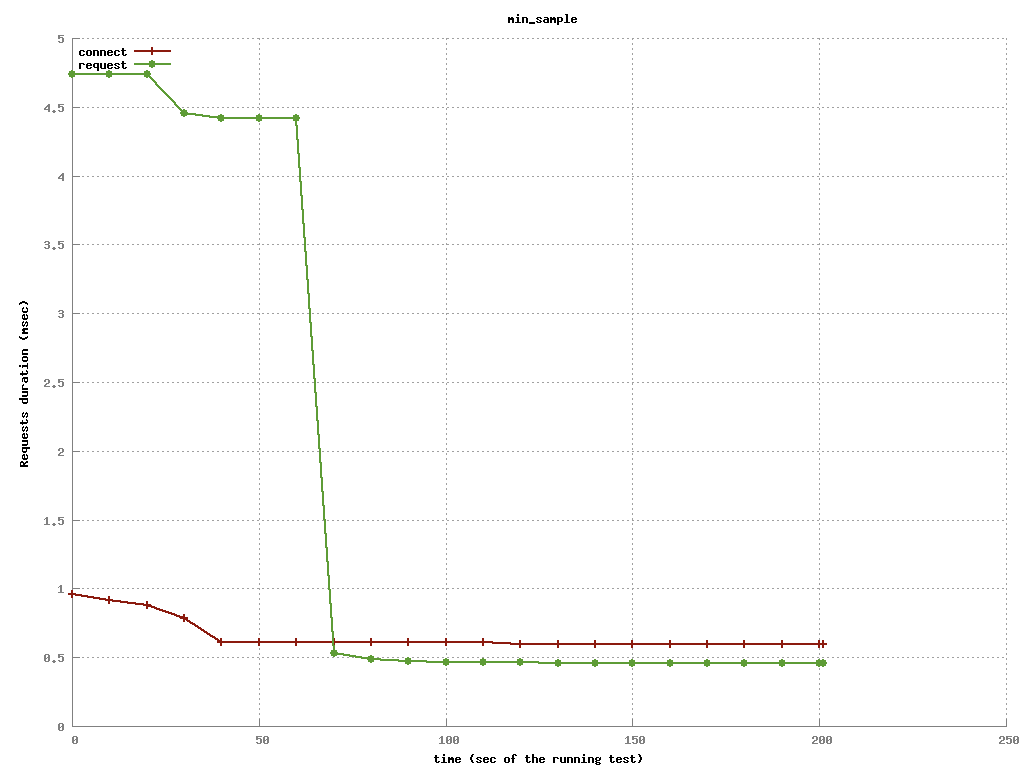 min_sample
connect
request
5
4.5
4
3.5
3
2.5
2
1.5
1
0.5
0
Requests duration (msec)
0 50 100 150 200 250
time (sec of the running test)